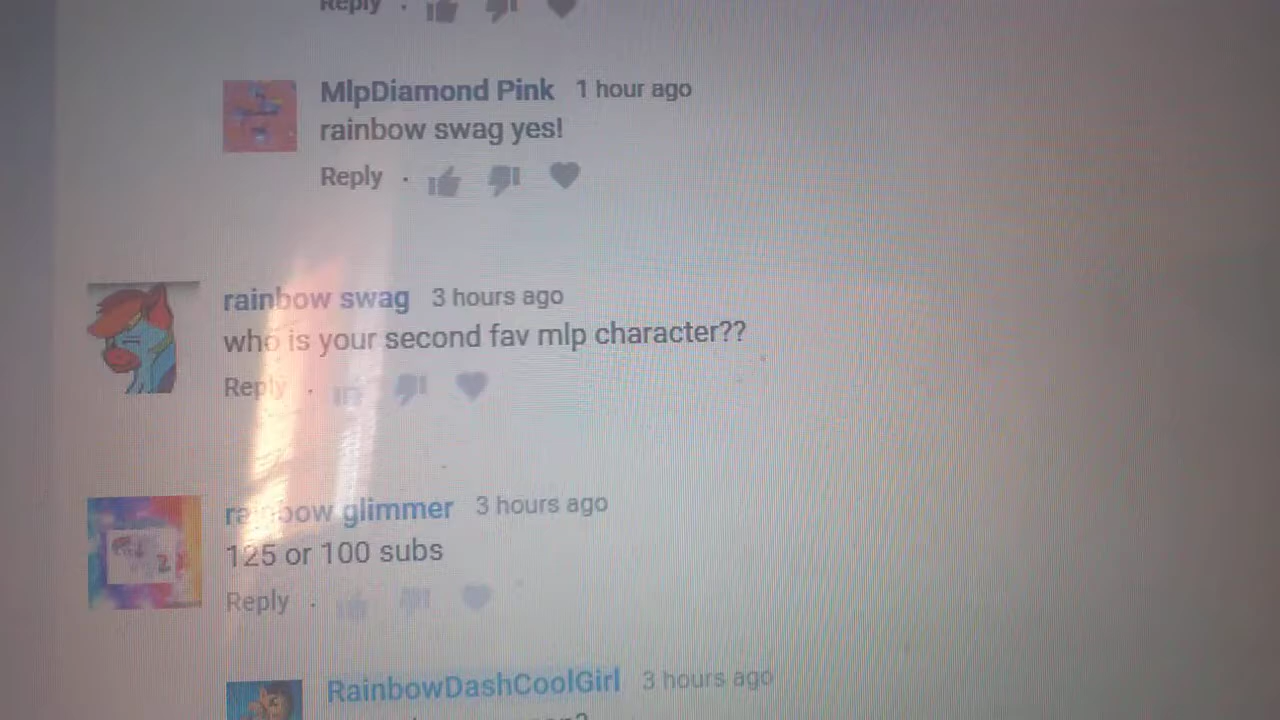 Reply ·
MlpDiamond Pink 1 hour ago
rainbow swag yes!
Reply ·
rainbow swag 3 hours ago
who is your second fav mlp character??
Reply ·
rainbow glimmer 3 hours ago
125 or 100 subs
Reply ·
RainbowDashCoolGirl 3 hours ago